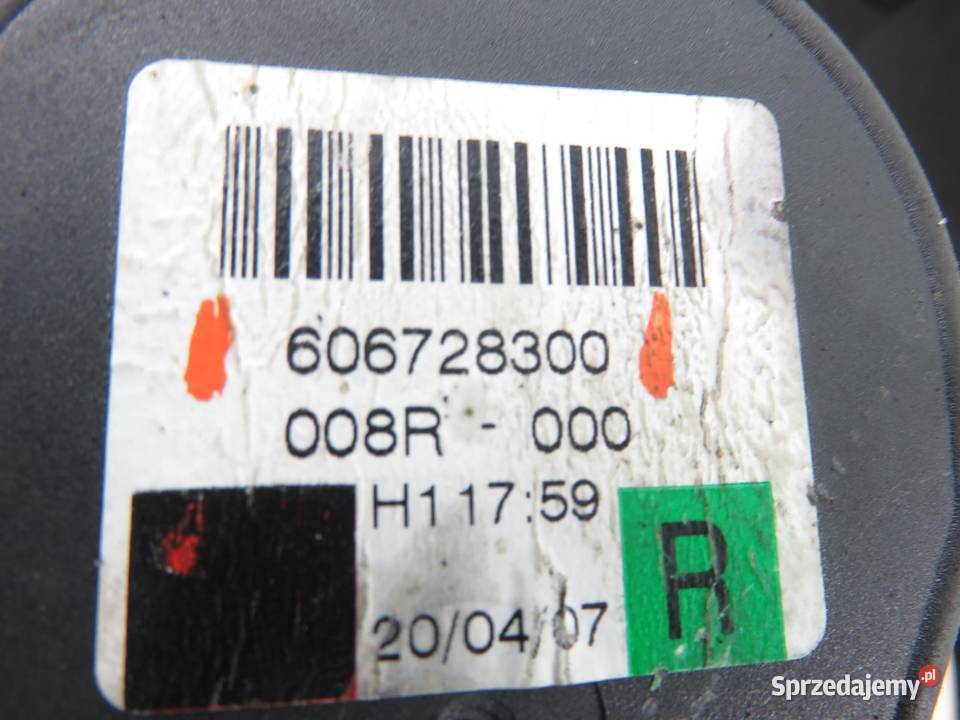 606728300
008R - 000
H1 17:59
R
20/04/07
Sprzedajemy.pl